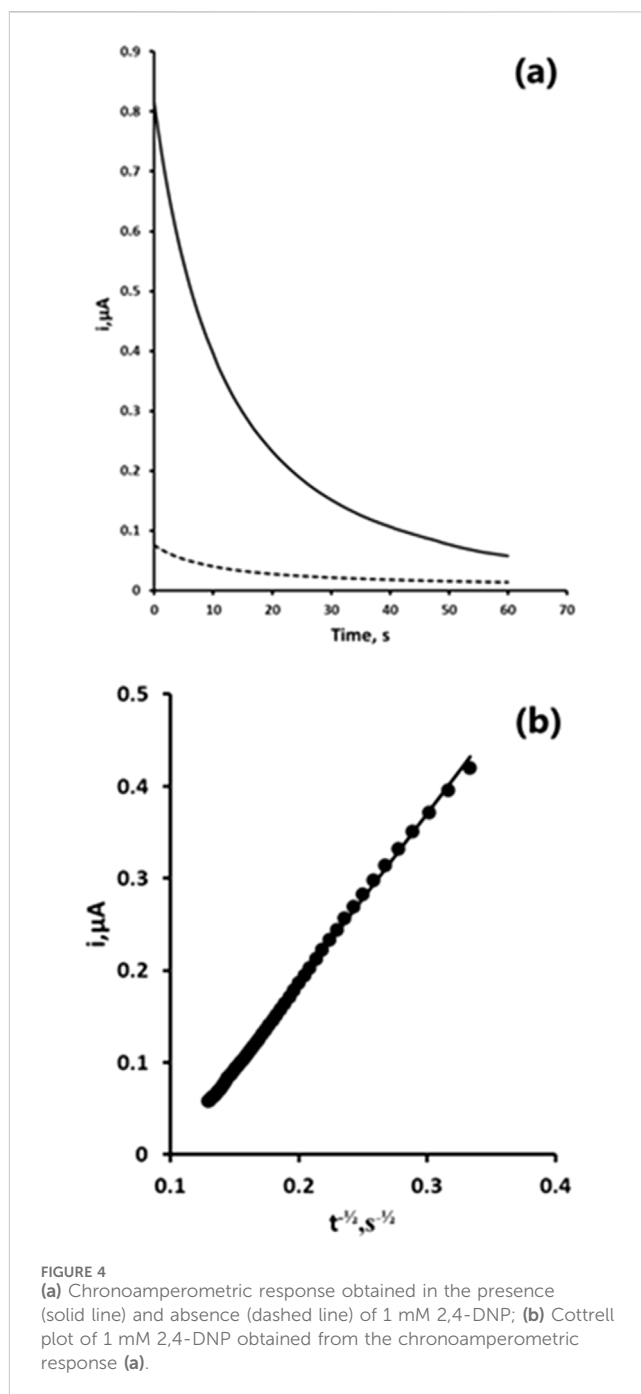 (a)
0.9
0.8
0.7
0.6
0.5
0.4
0.3
0.2
0.1
0
i,μA
0 10 20 30 40 50 60 70
Time, s
(b)
0.5
0.4
0.3
0.2
0.1
0
i,μA
0.1 0.2 0.3 0.4
t⁻½,s⁻½
FIGURE 4
(a) Chronoamperometric response obtained in the presence
(solid line) and absence (dashed line) of 1 mM 2,4-DNP; (b) Cottrell
plot of 1 mM 2,4-DNP obtained from the chronoamperometric
response (a).